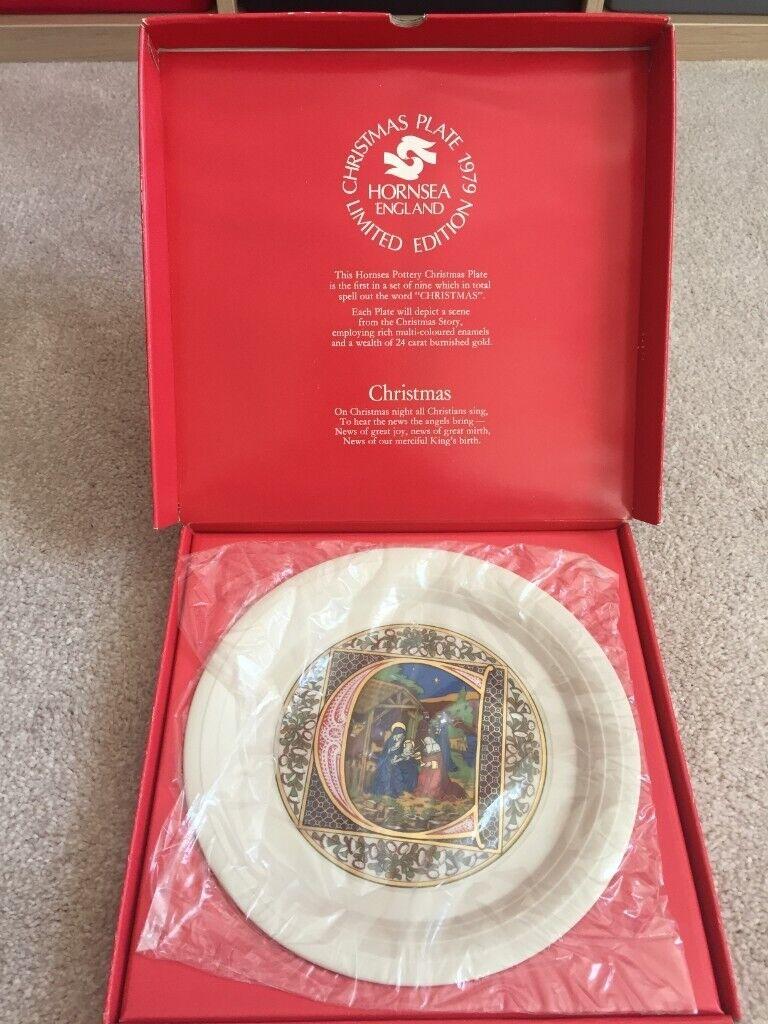 CHRISTMAS PLATE 1979
HORNSEA
ENGLAND
LIMITED EDITION
This Hornsea Pottery Christmas Plate
is the first in a set of nine which in total
spell out the word "CHRISTMAS".
Each Plate will depict a scene
from the Christmas Story,
employing rich multi-coloured enamels
and a wealth of 24 carat burnished gold.
Christmas
On Christmas night all Christians sing,
To hear the news the angels bring—
News of great joy, news of great mirth,
News of our merciful King's birth.
C